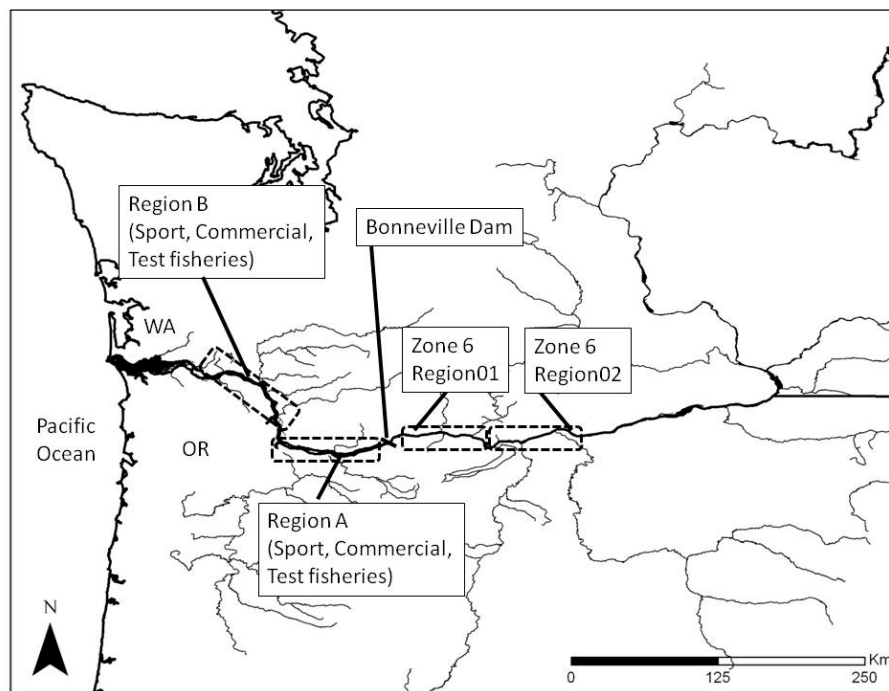 Region B
(Sport, Commercial,
Test fisheries)
Bonneville Dam
WA
Zone 6
Region01
Zone 6
Region02
Pacific
Ocean
OR
Region A
(Sport, Commercial,
Test fisheries)
N
Km
0
125
250